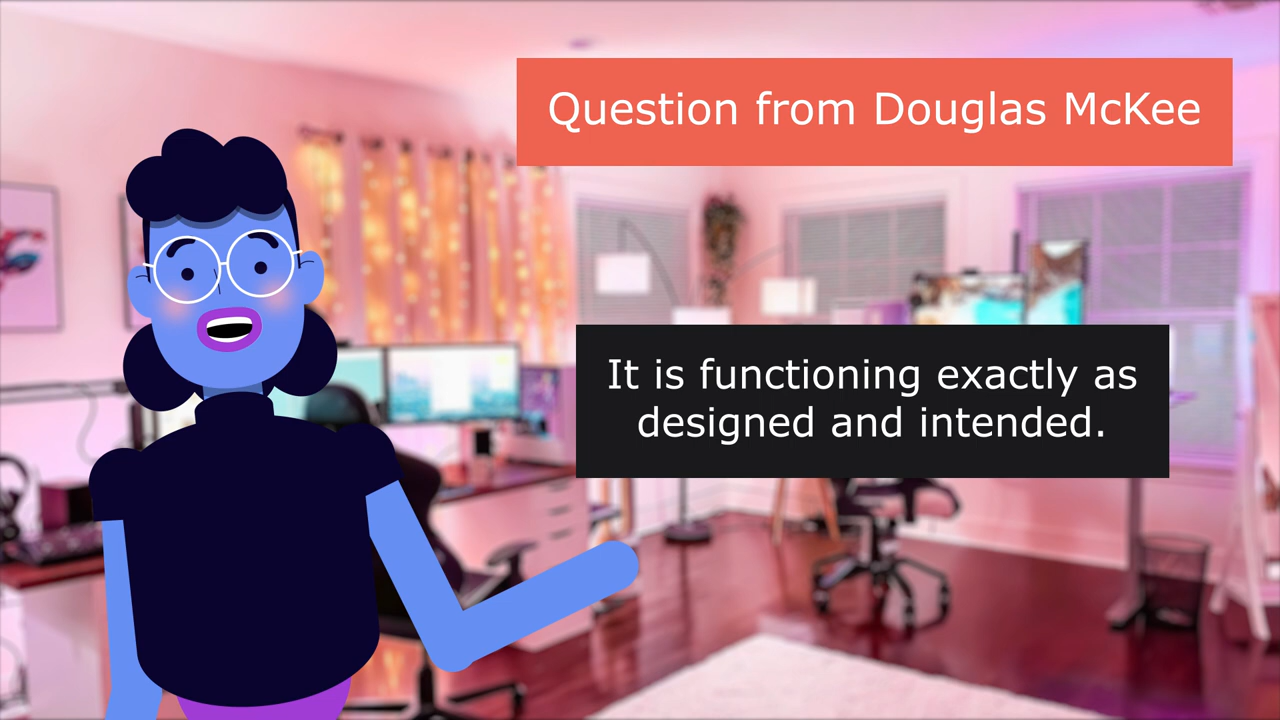 Question from Douglas McKee
It is functioning exactly as
designed and intended.